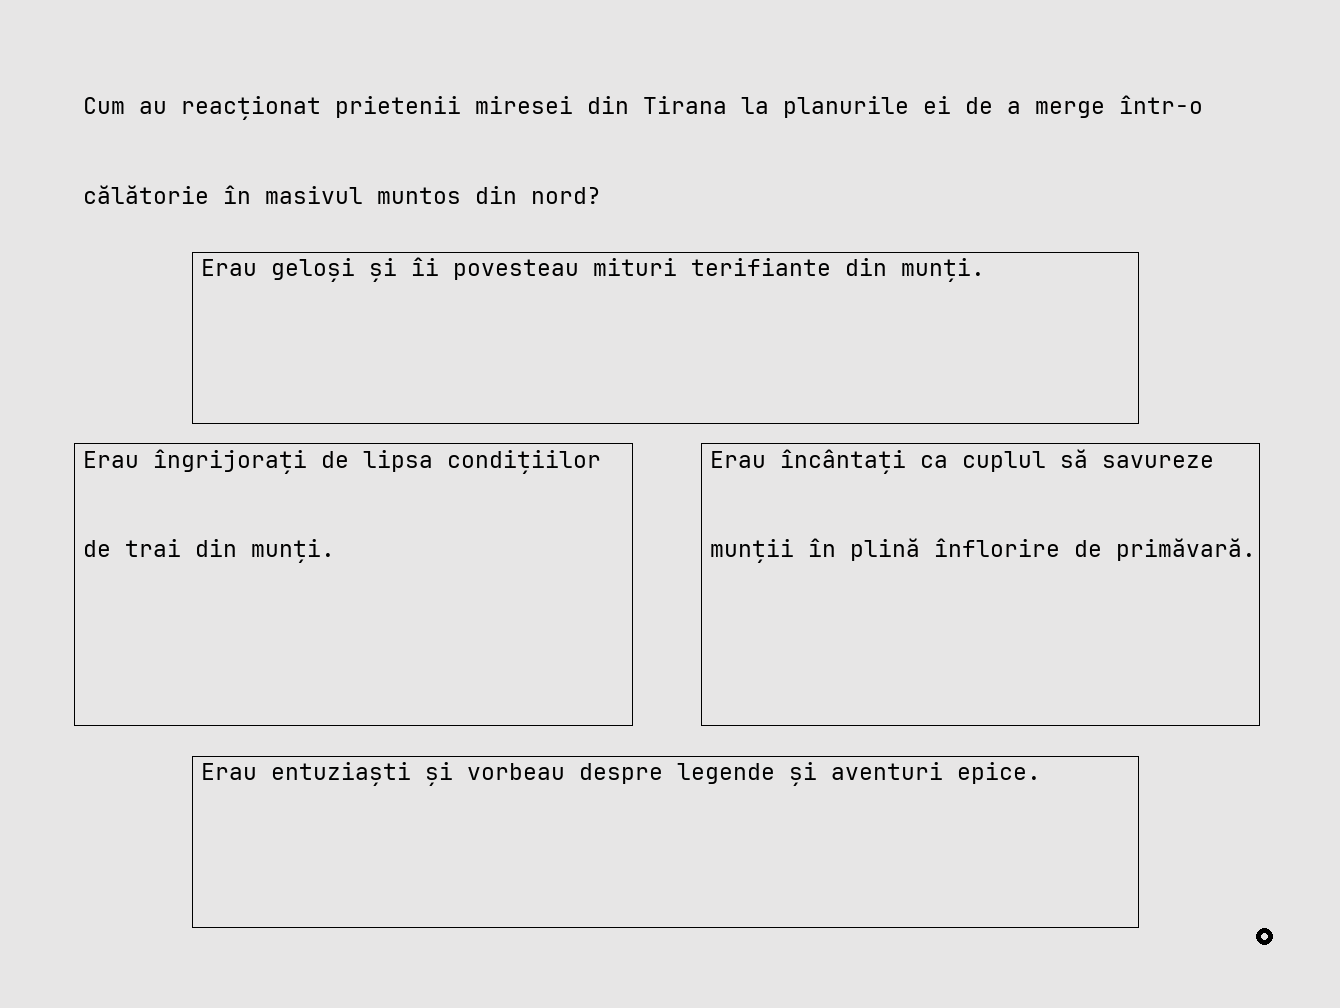 Cum au reacționat prietenii miresei din Tirana la planurile ei de a merge într-o
călătorie în masivul muntos din nord?
Erau geloși și îi povesteau mituri terifiante din munți.
Erau îngrijorați de lipsa condițiilor
de trai din munți.
Erau încântați ca cuplul să savureze
munții în plină înflorire de primăvară.
Erau entuziaști și vorbeau despre legende și aventuri epice.